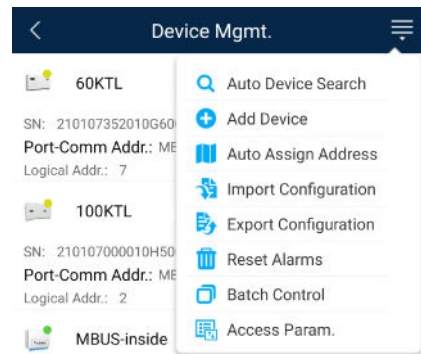 Device Mgmt.
60KTL
SN: 210107352010G60
Port-Comm Addr.: ME
Logical Addr.: 7
100KTL
SN: 210107000010H50
Port-Comm Addr.: ME
Logical Addr.: 2
MBUS-inside
Auto Device Search
Add Device
Auto Assign Address
Import Configuration
Export Configuration
Reset Alarms
Batch Control
Access Param.